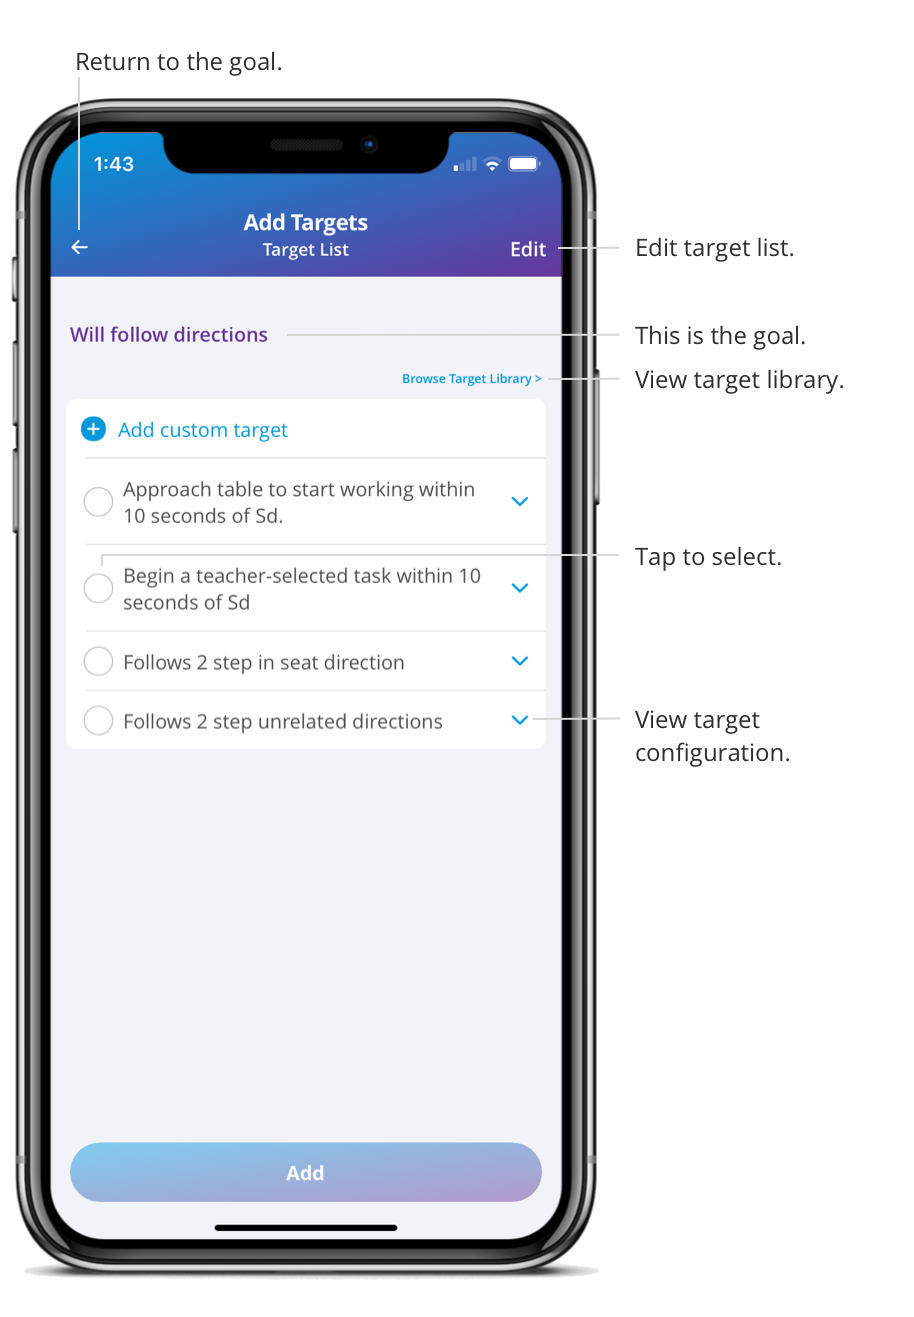 Return to the goal.
1:43
Add Targets
Target List
Edit
Edit target list.
Will follow directions
This is the goal.
Browse Target Library >
View target library.
Add custom target
Approach table to start working within
10 seconds of Sd.
Tap to select.
Begin a teacher-selected task within 10
seconds of Sd
Follows 2 step in seat direction
Follows 2 step unrelated directions
View target
configuration.
Add